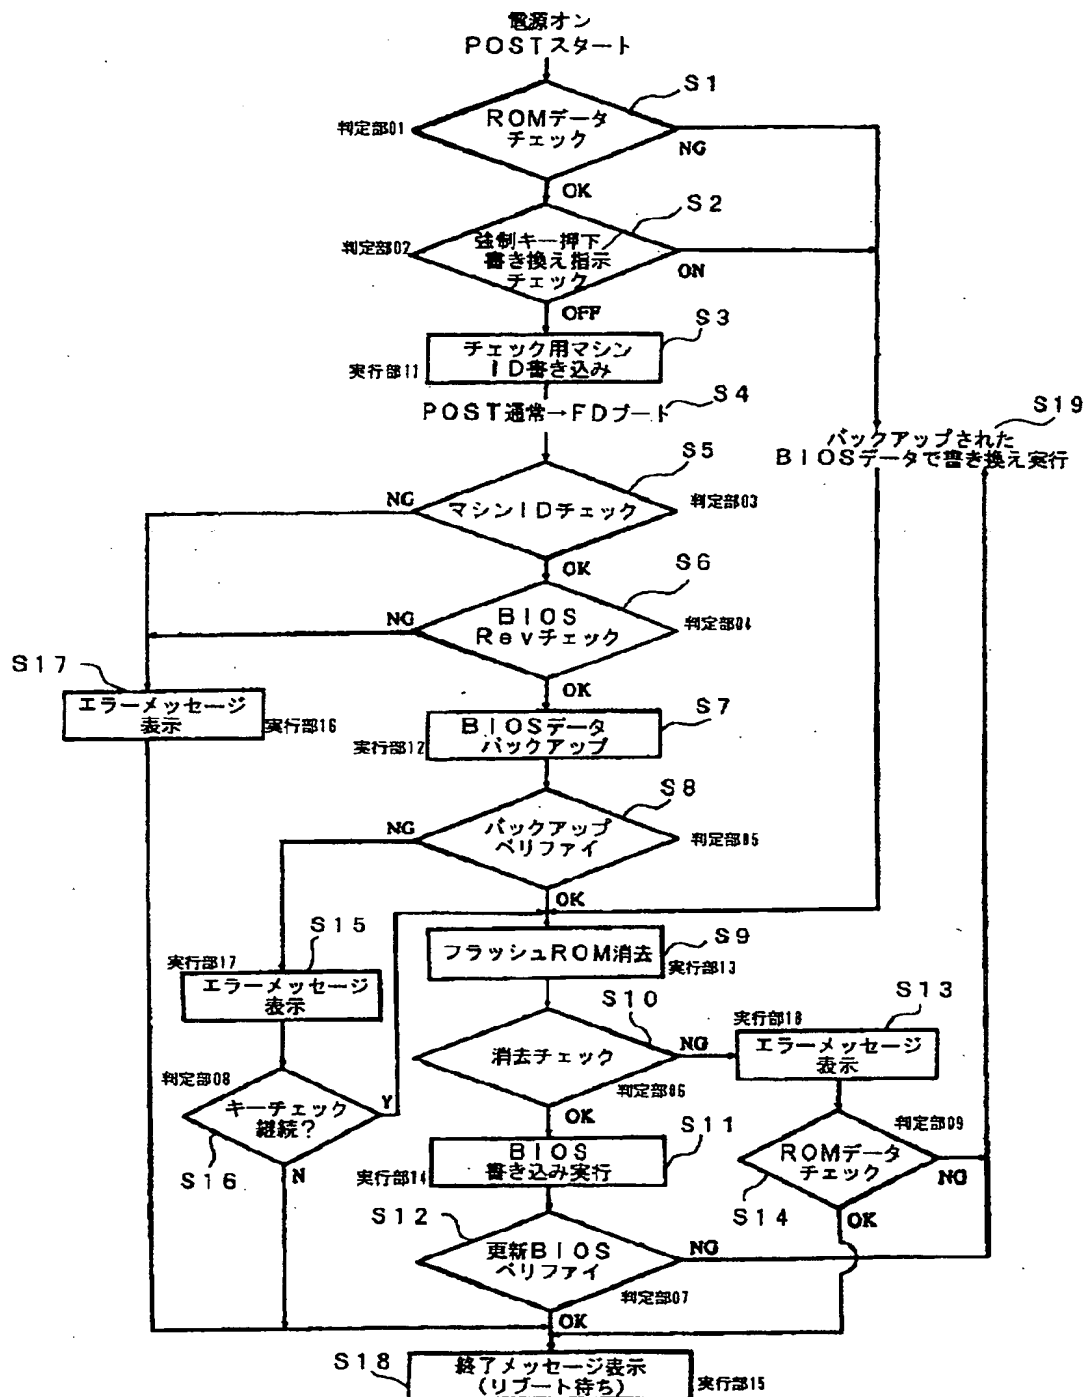 電源オン
POSTスタート
S1
判定部01
ROMデータ
チェック
NG
OK
S2
判定部02
強制キー押下
書き換え指示
チェック
ON
OFF
S3
チェック用マシン
ID書き込み
実行部11
POST通常→FDブート
S4
S19
バックアップされた
BIOSデータで書き換え実行
S5
NG
マシンIDチェック
判定部03
OK
S6
NG
BIOS
Revチェック
判定部04
OK
S17
エラーメッセージ
表示
実行部16
S7
BIOSデータ
バックアップ
実行部12
S8
NG
バックアップ
ベリファイ
判定部05
OK
S15
実行部17
エラーメッセージ
表示
S9
フラッシュROM消去
実行部13
S10
消去チェック
NG
判定部06
OK
S13
実行部18
エラーメッセージ
表示
判定部08
キーチェック
継続?
Y
S16
N
S11
BIOS
書き込み実行
実行部14
判定部09
ROMデータ
チェック
NG
S14
OK
S12
更新BIOS
ベリファイ
NG
判定部07
OK
S18
終了メッセージ表示
(リブート待ち)
実行部15